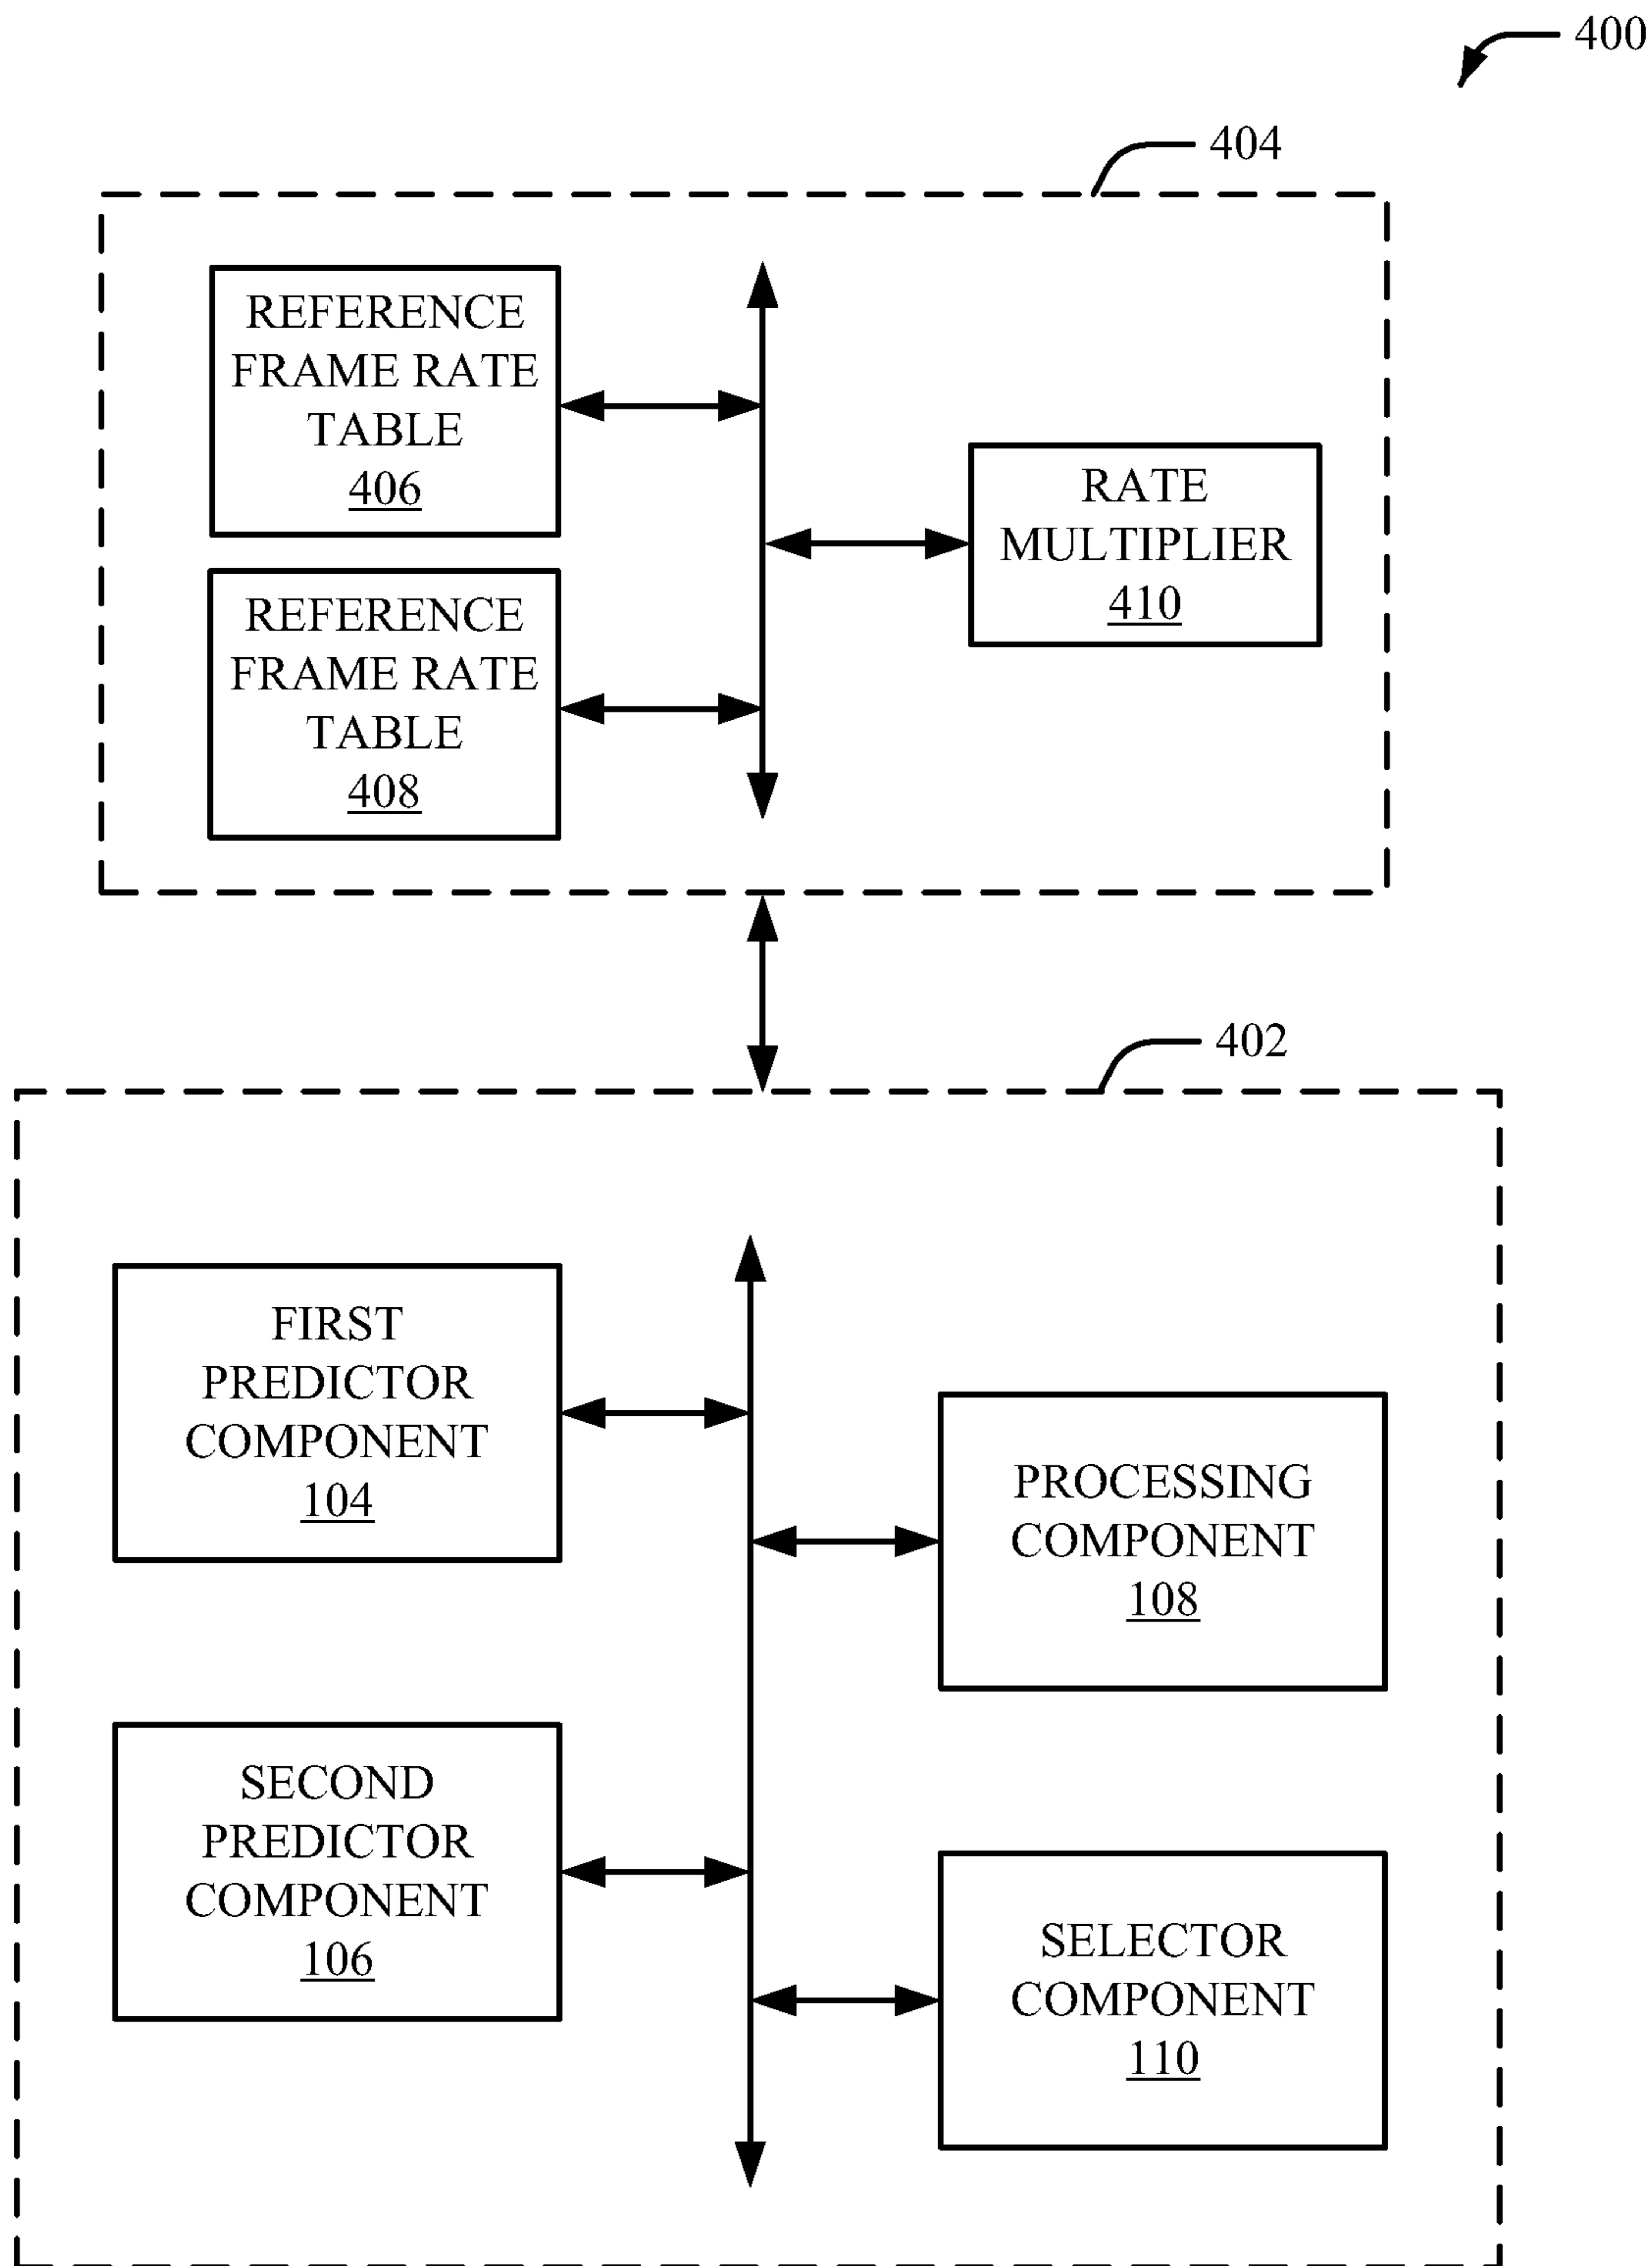 400
404
REFERENCE
FRAME RATE
TABLE
406
RATE
MULTIPLIER
410
REFERENCE
FRAME RATE
TABLE
408
402
FIRST
PREDICTOR
COMPONENT
104
PROCESSING
COMPONENT
108
SECOND
PREDICTOR
COMPONENT
106
SELECTOR
COMPONENT
110